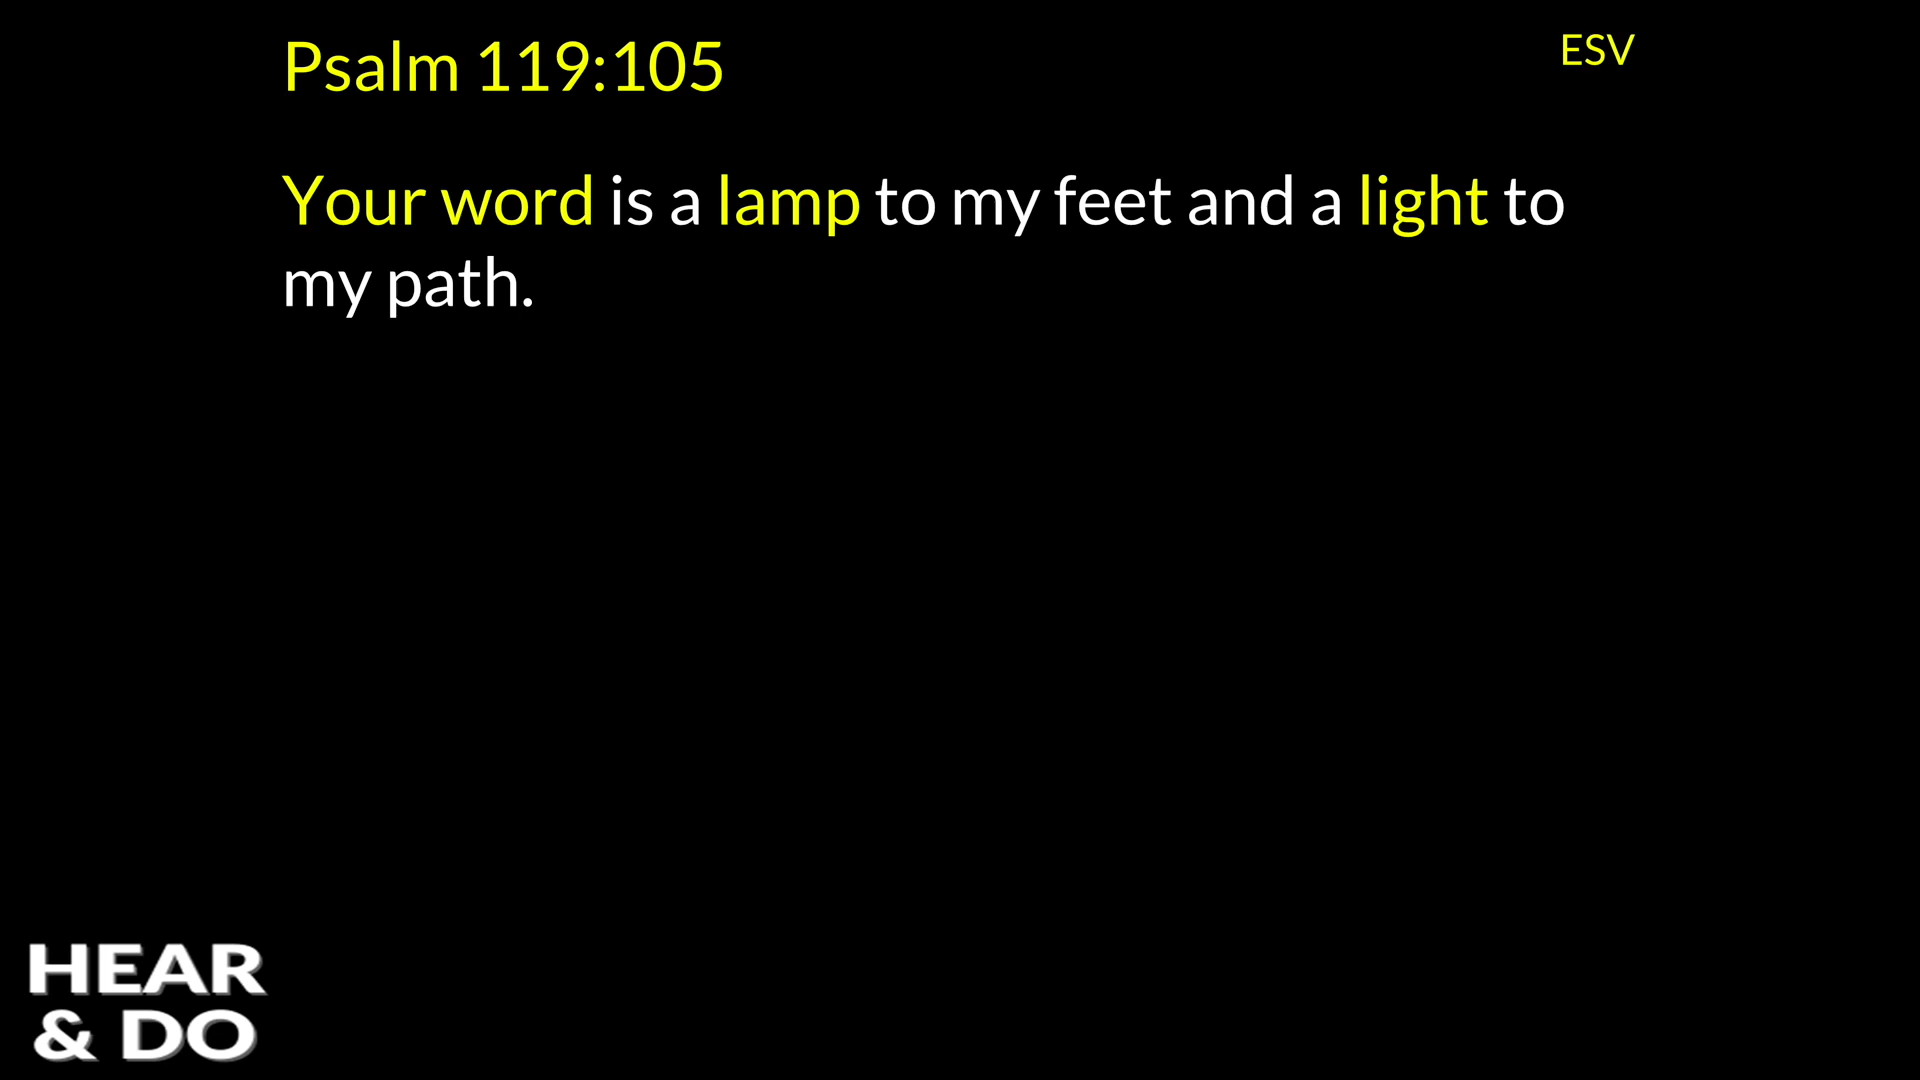 Psalm 119:105
ESV
Your word is a lamp to my feet and a light to
my path.
HEAR
& DO